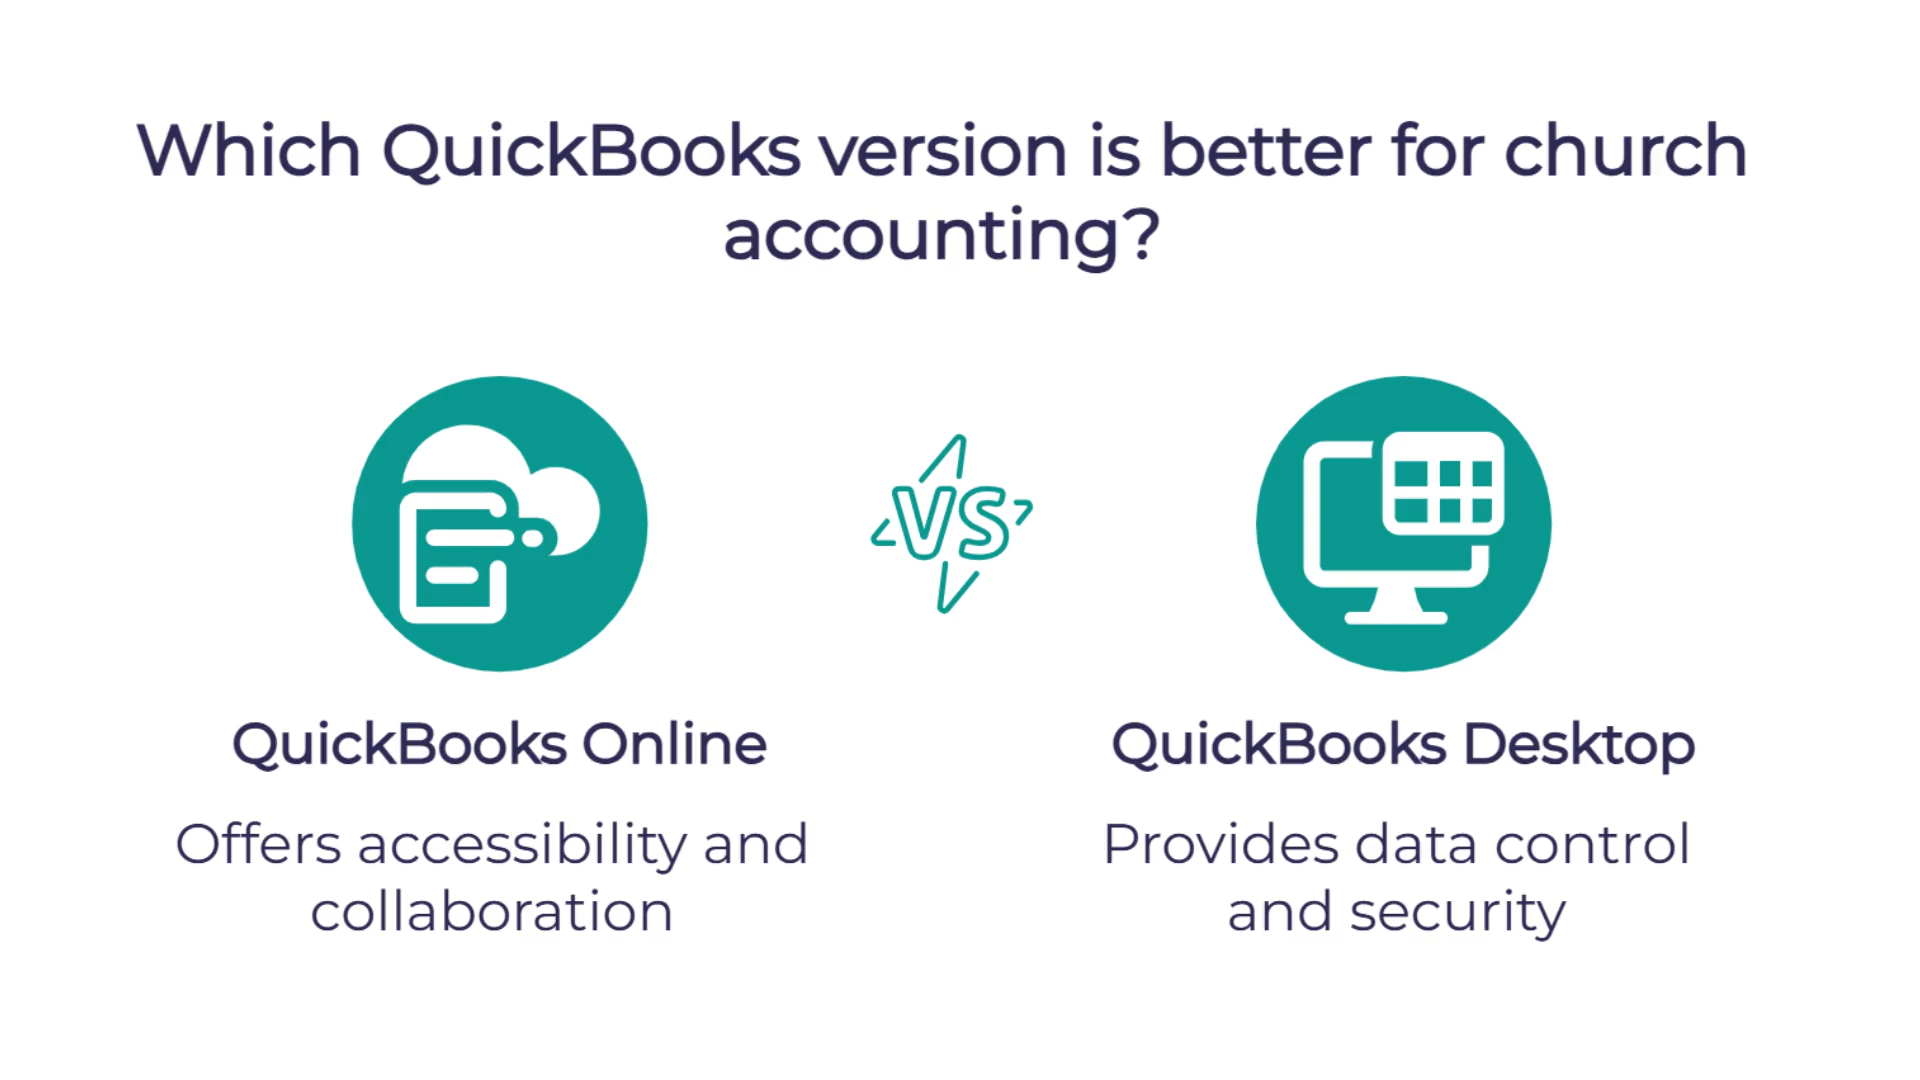 Which QuickBooks version is better for church
accounting?
VS
QuickBooks Online
Offers accessibility and
collaboration
QuickBooks Desktop
Provides data control
and security